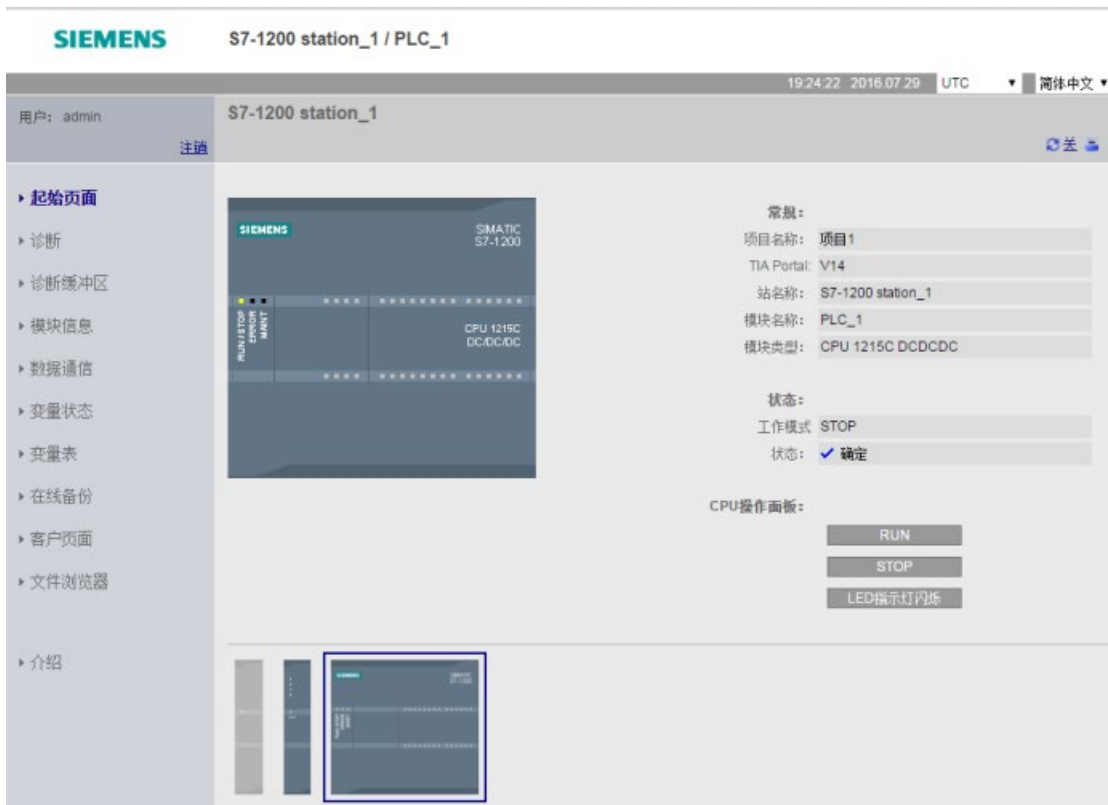 SIEMENS
S7-1200 station_1 / PLC_1
19:24:22 2016.07.29 UTC 简体中文
用户: admin
S7-1200 station_1
注销
关
起始页面
诊断
诊断缓冲区
模块信息
数据通信
变量状态
变量表
在线备份
客户页面
文件浏览器
介绍
SIEMENS
SIMATIC
S7-1200
RUN / STOP
ERROR
MAINT
CPU 1215C
DC/DC/DC
常规:
项目名称: 项目1
TIA Portal: V14
站名称: S7-1200 station_1
模块名称: PLC_1
模块类型: CPU 1215C DCDCDC
状态:
工作模式 STOP
状态: 确定
CPU操作面板:
RUN
STOP
LED指示灯闪烁
SIEMENS
SIMATIC
S7-1200